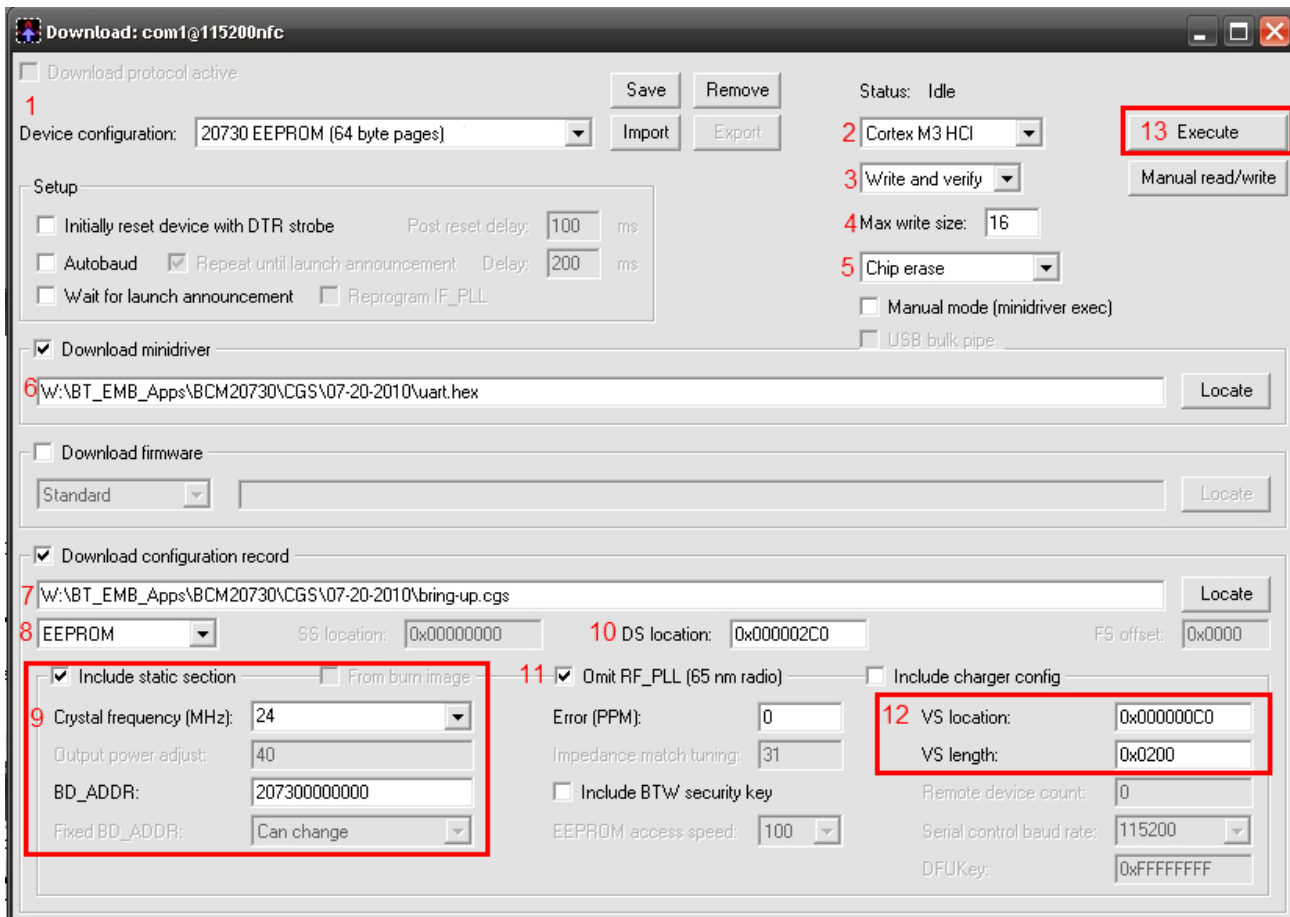 Download: com1@115200nfc
Download protocol active
Save Remove Status: Idle
1
Device configuration: 20730 EEPROM (64 byte pages) Import Export 2 Cortex M3 HCI 13 Execute
3 Write and verify Manual read/write
Setup
Initially reset device with DTR strobe Post reset delay: 100 ms 4 Max write size: 16
Autobaud Repeat until launch announcement Delay: 200 ms 5 Chip erase
Wait for launch announcement Reprogram IF_PLL Manual mode (minidriver exec)
USB bulk pipe
Download minidriver
6 W:\BT_EMB_Apps\BCM20730\CGS\07-20-2010\uart.hex Locate
Download firmware
Standard Locate
Download configuration record
7 W:\BT_EMB_Apps\BCM20730\CGS\07-20-2010\bring-up.cgs Locate
8 EEPROM SS location: 0x00000000 10 DS location: 0x000002C0 FS offset: 0x0000
Include static section From burn image 11 Omit RF_PLL (65 nm radio) Include charger config
9 Crystal frequency (MHz): 24 Error (PPM): 0 12 VS location: 0x000000C0
Output power adjust: 40 Impedance match tuning: 31 VS length: 0x0200
BD_ADDR: 207300000000 Include BTW security key Remote device count: 0
Fixed BD_ADDR: Can change EEPROM access speed: 100 Serial control baud rate: 115200
DFUKey: 0xFFFFFFFF